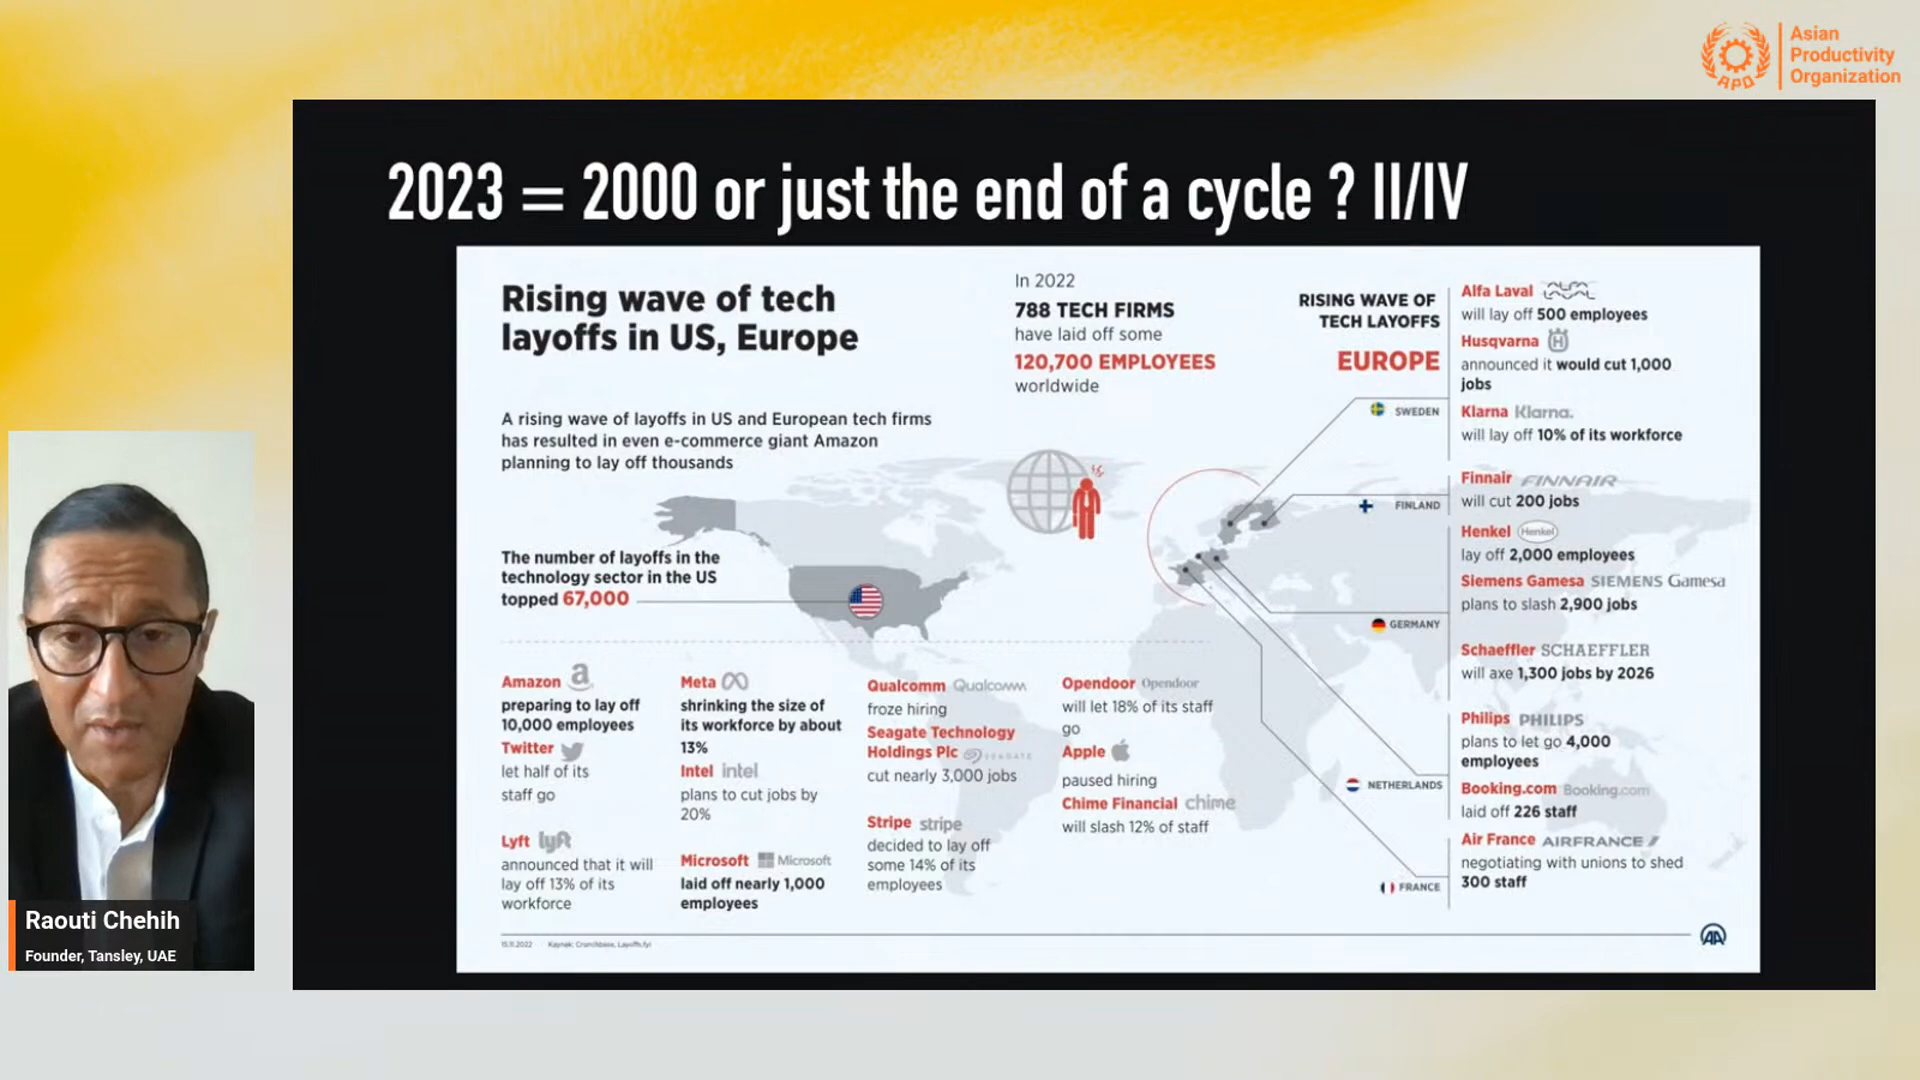 Asian
Productivity
Organization
APO
2023 = 2000 or just the end of a cycle ? II/IV
Rising wave of tech
layoffs in US, Europe
In 2022
788 TECH FIRMS
have laid off some
120,700 EMPLOYEES
worldwide
A rising wave of layoffs in US and European tech firms
has resulted in even e-commerce giant Amazon
planning to lay off thousands
The number of layoffs in the
technology sector in the US
topped 67,000
Amazon a
preparing to lay off
10,000 employees
Twitter
let half of its
staff go
Lyft lyft
announced that it will
lay off 13% of its
workforce
Meta
shrinking the size of
its workforce by about
13%
Intel intel
plans to cut jobs by
20%
Microsoft Microsoft
laid off nearly 1,000
employees
Qualcomm Qualcomm
froze hiring
Seagate Technology
Holdings Plc SEAGATE
cut nearly 3,000 jobs
Stripe stripe
decided to lay off
some 14% of its
employees
Opendoor Opendoor
will let 18% of its staff
go
Apple
paused hiring
Chime Financial chime
will slash 12% of staff
RISING WAVE OF
TECH LAYOFFS
EUROPE
SWEDEN
Alfa Laval
will lay off 500 employees
Husqvarna H
announced it would cut 1,000
jobs
Klarna Klarna.
will lay off 10% of its workforce
FINLAND
Finnair FINNAIR
will cut 200 jobs
GERMANY
Henkel Henkel
lay off 2,000 employees
Siemens Gamesa SIEMENS Gamesa
plans to slash 2,900 jobs
Schaeffler SCHAEFFLER
will axe 1,300 jobs by 2026
NETHERLANDS
Philips PHILIPS
plans to let go 4,000
employees
Booking.com Booking.com
laid off 226 staff
FRANCE
Air France AIRFRANCE
negotiating with unions to shed
300 staff
15.11.2022 Kaynak: Crunchbase, Layoffs.fyi
AA
Raouti Chehih
Founder, Tansley, UAE